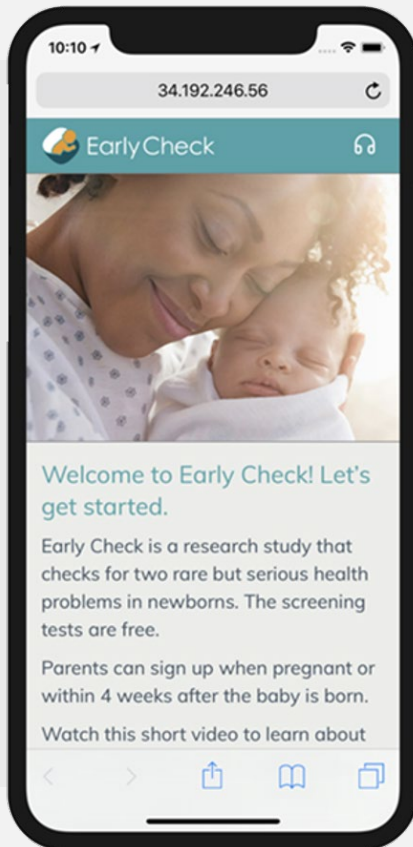 10:10
34.192.246.56
Early Check
Welcome to Early Check! Let's
get started.
Early Check is a research study that
checks for two rare but serious health
problems in newborns. The screening
tests are free.
Parents can sign up when pregnant or
within 4 weeks after the baby is born.
Watch this short video to learn about